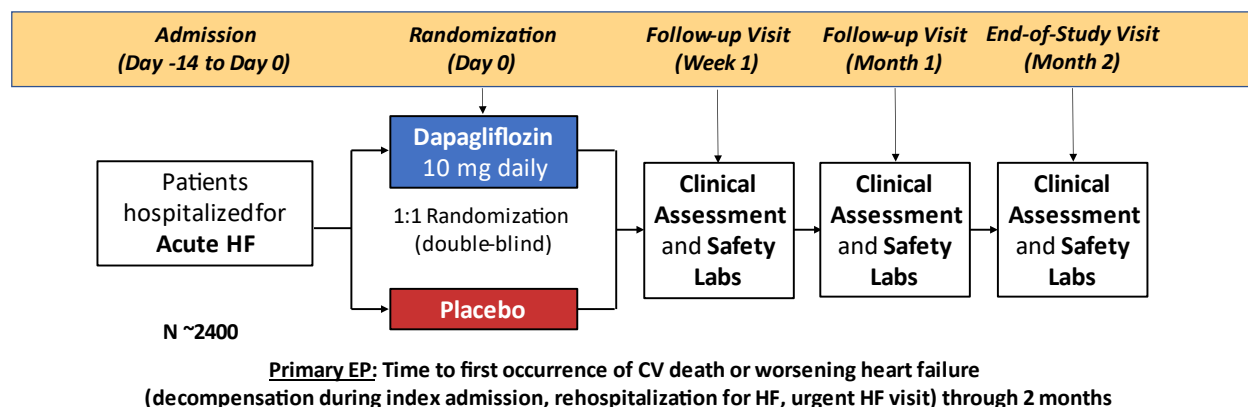 Admission
(Day -14 to Day 0)
Randomization
(Day 0)
Follow-up Visit
(Week 1)
Follow-up Visit
(Month 1)
End-of-Study Visit
(Month 2)
Patients
hospitalized for
Acute HF
Dapagliflozin
10 mg daily
1:1 Randomization
(double-blind)
Placebo
Clinical
Assessment
and Safety
Labs
Clinical
Assessment
and Safety
Labs
Clinical
Assessment
and Safety
Labs
N ~2400
Primary EP: Time to first occurrence of CV death or worsening heart failure
(decompensation during index admission, rehospitalization for HF, urgent HF visit) through 2 months